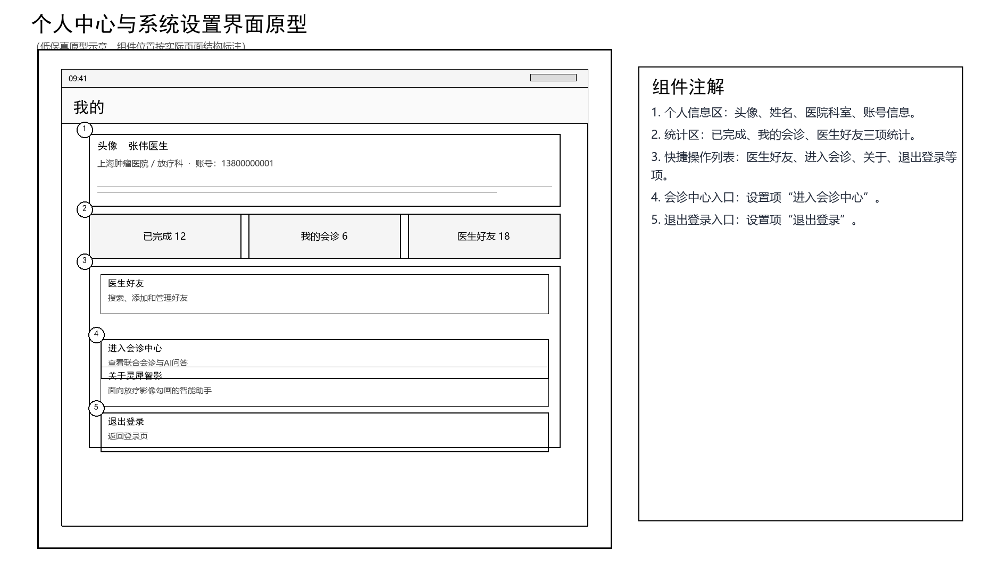 个人中心与系统设置界面原型
（低保真原型示意，组件位置按实际页面结构标注）
09:41
我的
1
头像 张伟医生
上海肿瘤医院 / 放疗科 · 账号：13800000001
2
已完成 12
我的会诊 6
医生好友 18
3
医生好友
搜索、添加和管理好友
4
进入会诊中心
查看联合会诊与AI问答
关于灵犀智影
面向放疗影像勾画的智能助手
5
退出登录
返回登录页
组件注解
1. 个人信息区：头像、姓名、医院科室、账号信息。
2. 统计区：已完成、我的会诊、医生好友三项统计。
3. 快捷操作列表：医生好友、进入会诊、关于、退出登录等
项。
4. 会诊中心入口：设置项“进入会诊中心”。
5. 退出登录入口：设置项“退出登录”。